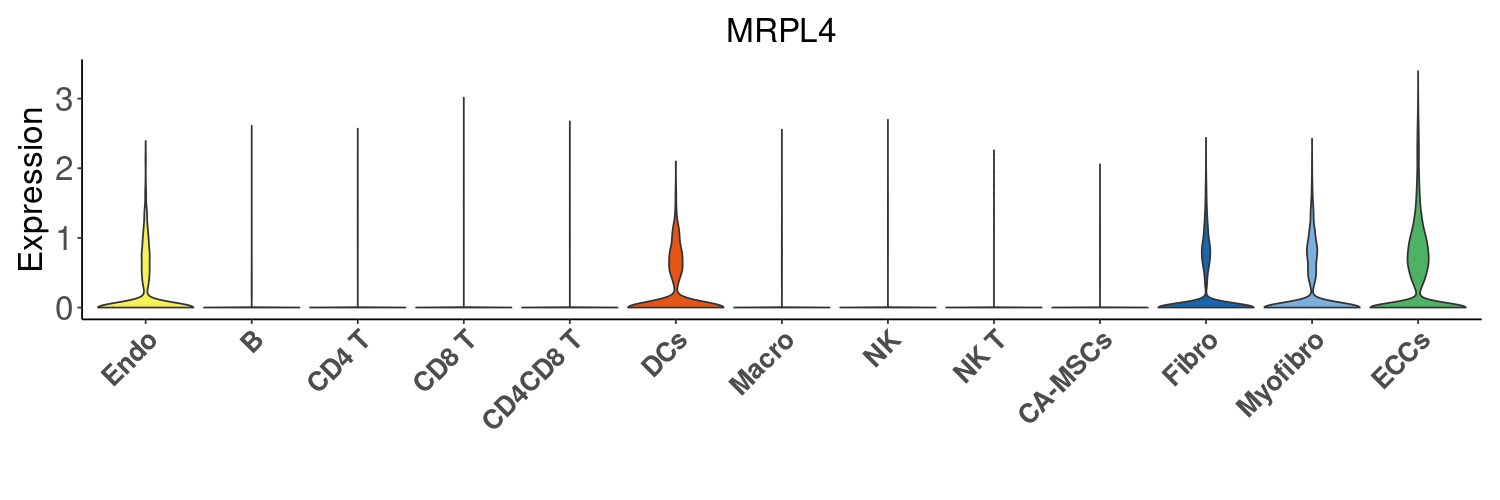 MRPL4
Expression
3
2
1
0
Endo
B
CD4 T
CD8 T
CD4CD8 T
DCs
Macro
NK
NK T
CA-MSCs
Fibro
Myofibro
ECCs